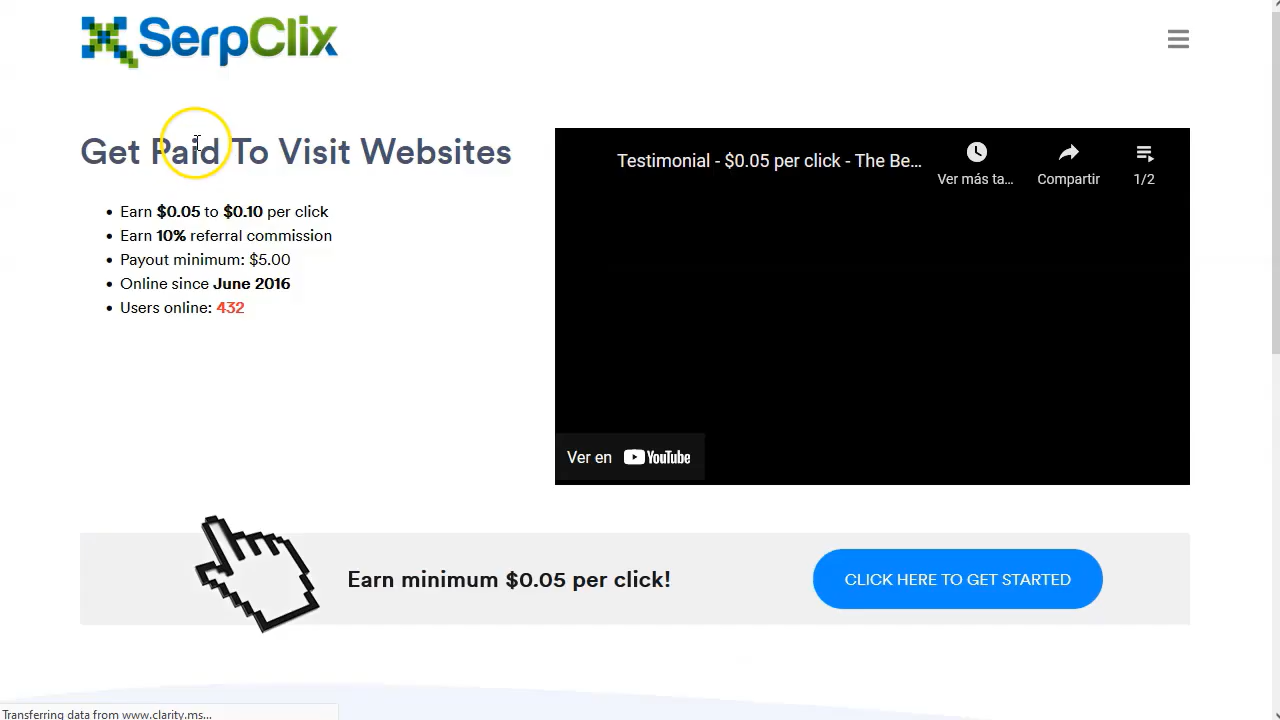 SerpClix
Get Paid To Visit Websites
Earn $0.05 to $0.10 per click
Earn 10% referral commission
Payout minimum: $5.00
Online since June 2016
Users online: 432
Testimonial - $0.05 per click - The Be...
Ver más ta...
Compartir
1/2
Ver en YouTube
Earn minimum $0.05 per click!
CLICK HERE TO GET STARTED
Transferring data from www.clarity.ms...